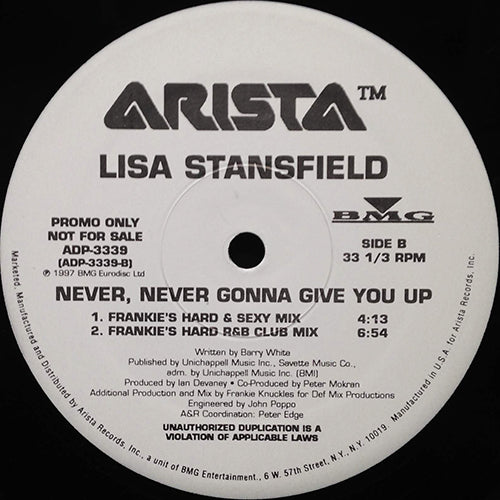 ARISTA™
LISA STANSFIELD
PROMO ONLY
NOT FOR SALE
ADP-3339
(ADP-3339-B)
℗ 1997 BMG Eurodisc Ltd
BMG
SIDE B
33 1/3 RPM
NEVER, NEVER GONNA GIVE YOU UP
1. FRANKIE'S HARD & SEXY MIX 4:13
2. FRANKIE'S HARD R&B CLUB MIX 6:54
Written by Barry White
Published by Unichappell Music Inc., Savette Music Co.,
adm. by Unichappell Music Inc. (BMI)
Produced by Ian Devaney • Co-Produced by Peter Mokran
Additional Production and Mix by Frankie Knuckles for Def Mix Productions
Engineered by John Poppo
A&R Coordination: Peter Edge
UNAUTHORIZED DUPLICATION IS A
VIOLATION OF APPLICABLE LAWS
Marketed, Manufactured and Distributed by Arista Records, Inc., a unit of BMG Entertainment., 6 W. 57th Street, N.Y., N.Y. 10019. Manufactured in U.S.A. for Arista Records, Inc.